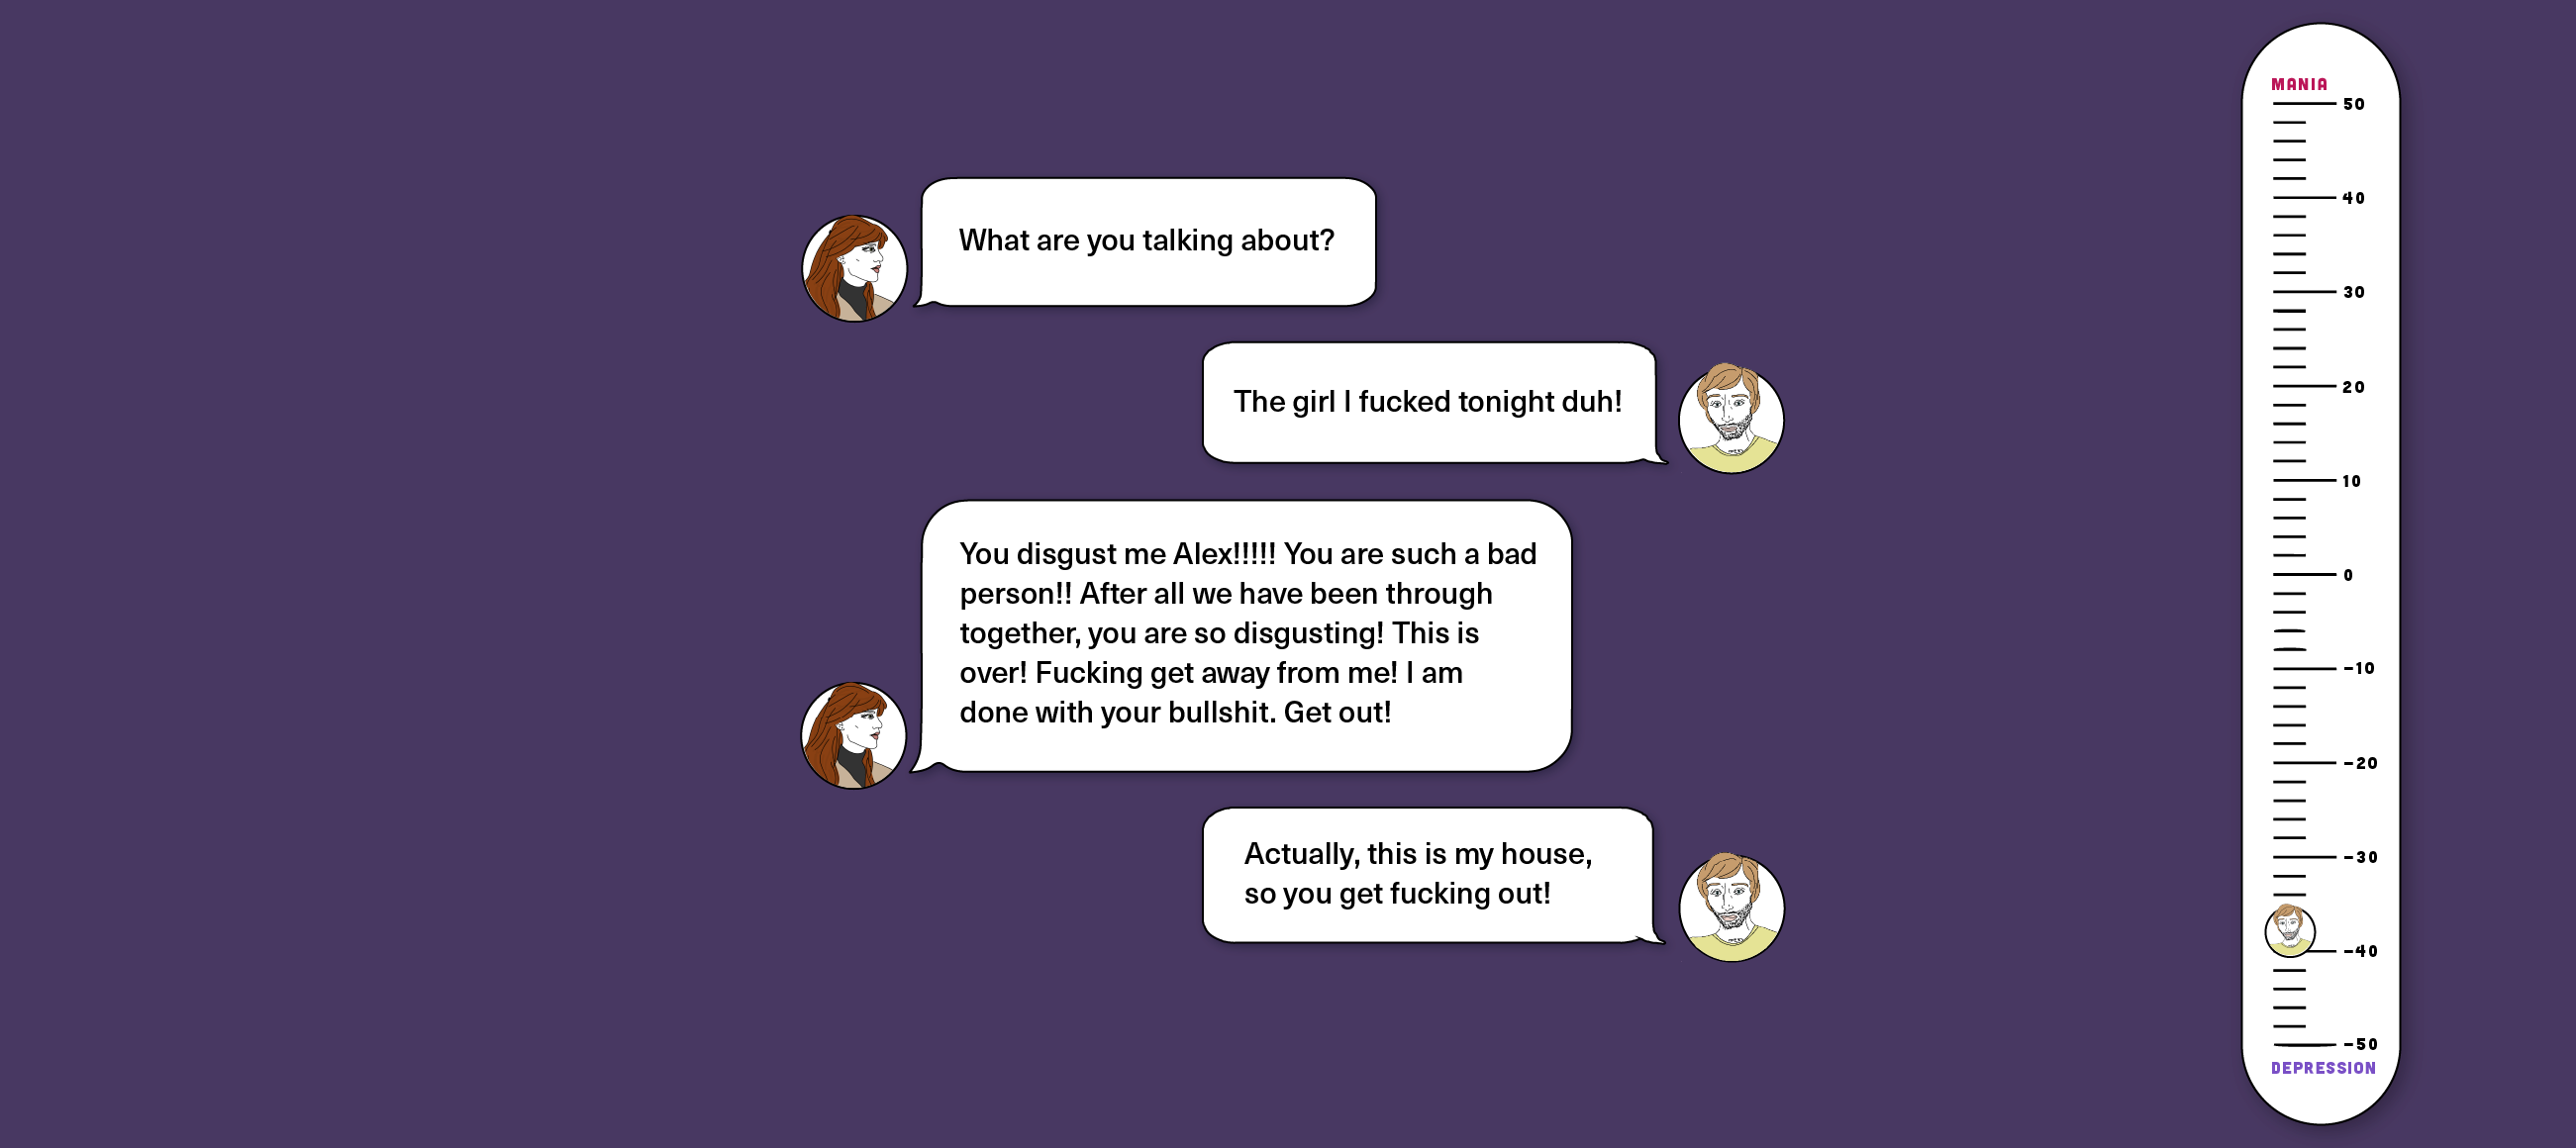 What are you talking about?
The girl I fucked tonight duh!
You disgust me Alex!!!!! You are such a bad
person!! After all we have been through
together, you are so disgusting! This is
over! Fucking get away from me! I am
done with your bullshit. Get out!
Actually, this is my house,
so you get fucking out!
MANIA
50
40
30
20
10
0
-10
-20
-30
-40
-50
DEPRESSION